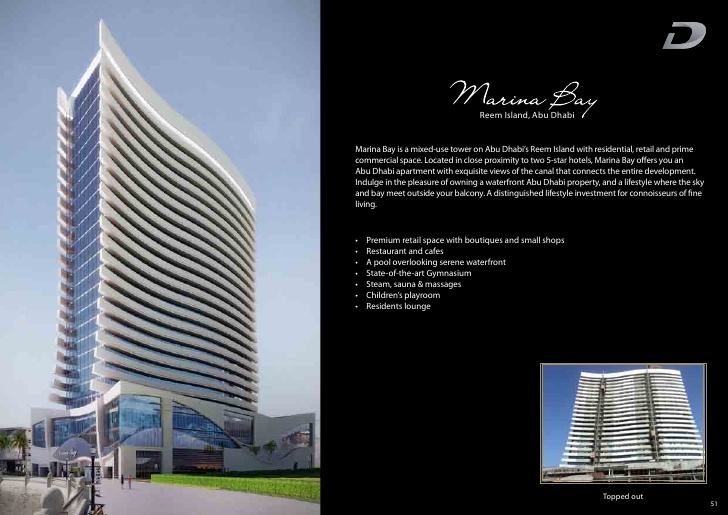 Marina Bay
Reem Island, Abu Dhabi
Marina Bay is a mixed-use tower on Abu Dhabi's Reem Island with residential, retail and prime
commercial space. Located in close proximity to two 5-star hotels, Marina Bay offers you an
Abu Dhabi apartment with exquisite views of the canal that connects the entire development.
Indulge in the pleasure of owning a waterfront Abu Dhabi property, and a lifestyle where the sky
and bay meet outside your balcony. A distinguished lifestyle investment for connoisseurs of fine
living.
• Premium retail space with boutiques and small shops
• Restaurant and cafes
• A pool overlooking serene waterfront
• State-of-the-art Gymnasium
• Steam, sauna & massages
• Children's playroom
• Residents lounge
Marina Bay
Topped out
51